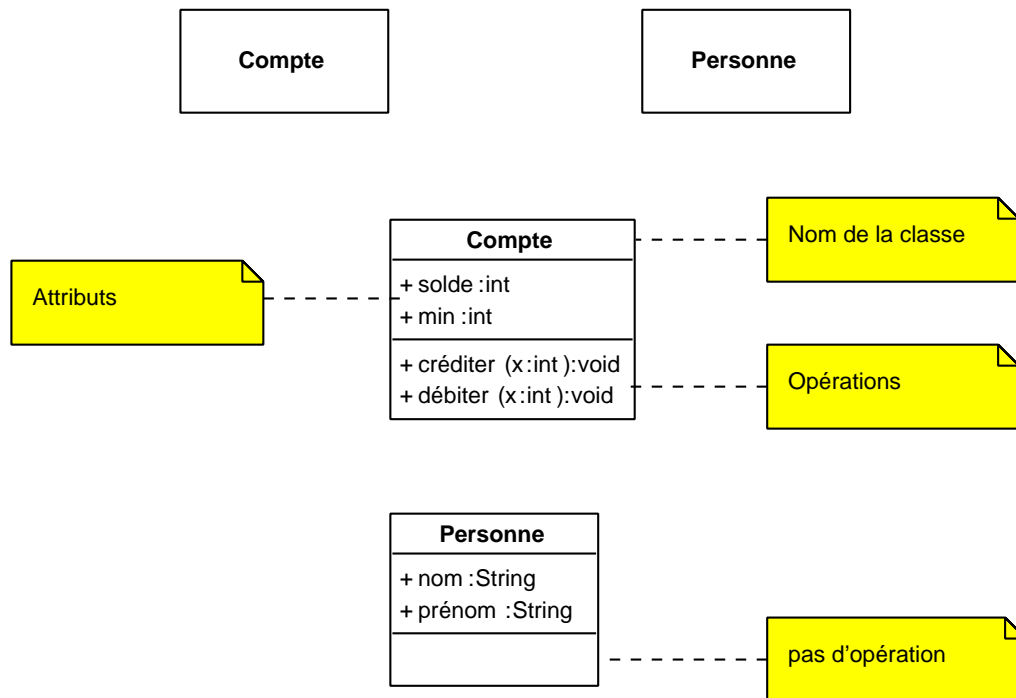 Compte
Personne
Nom de la classe
Compte
Attributs
+ solde :int
+ min :int
+ créditer (x:int ):void
+ débiter (x:int ):void
Opérations
Personne
+ nom :String
+ prénom :String
pas d’opération